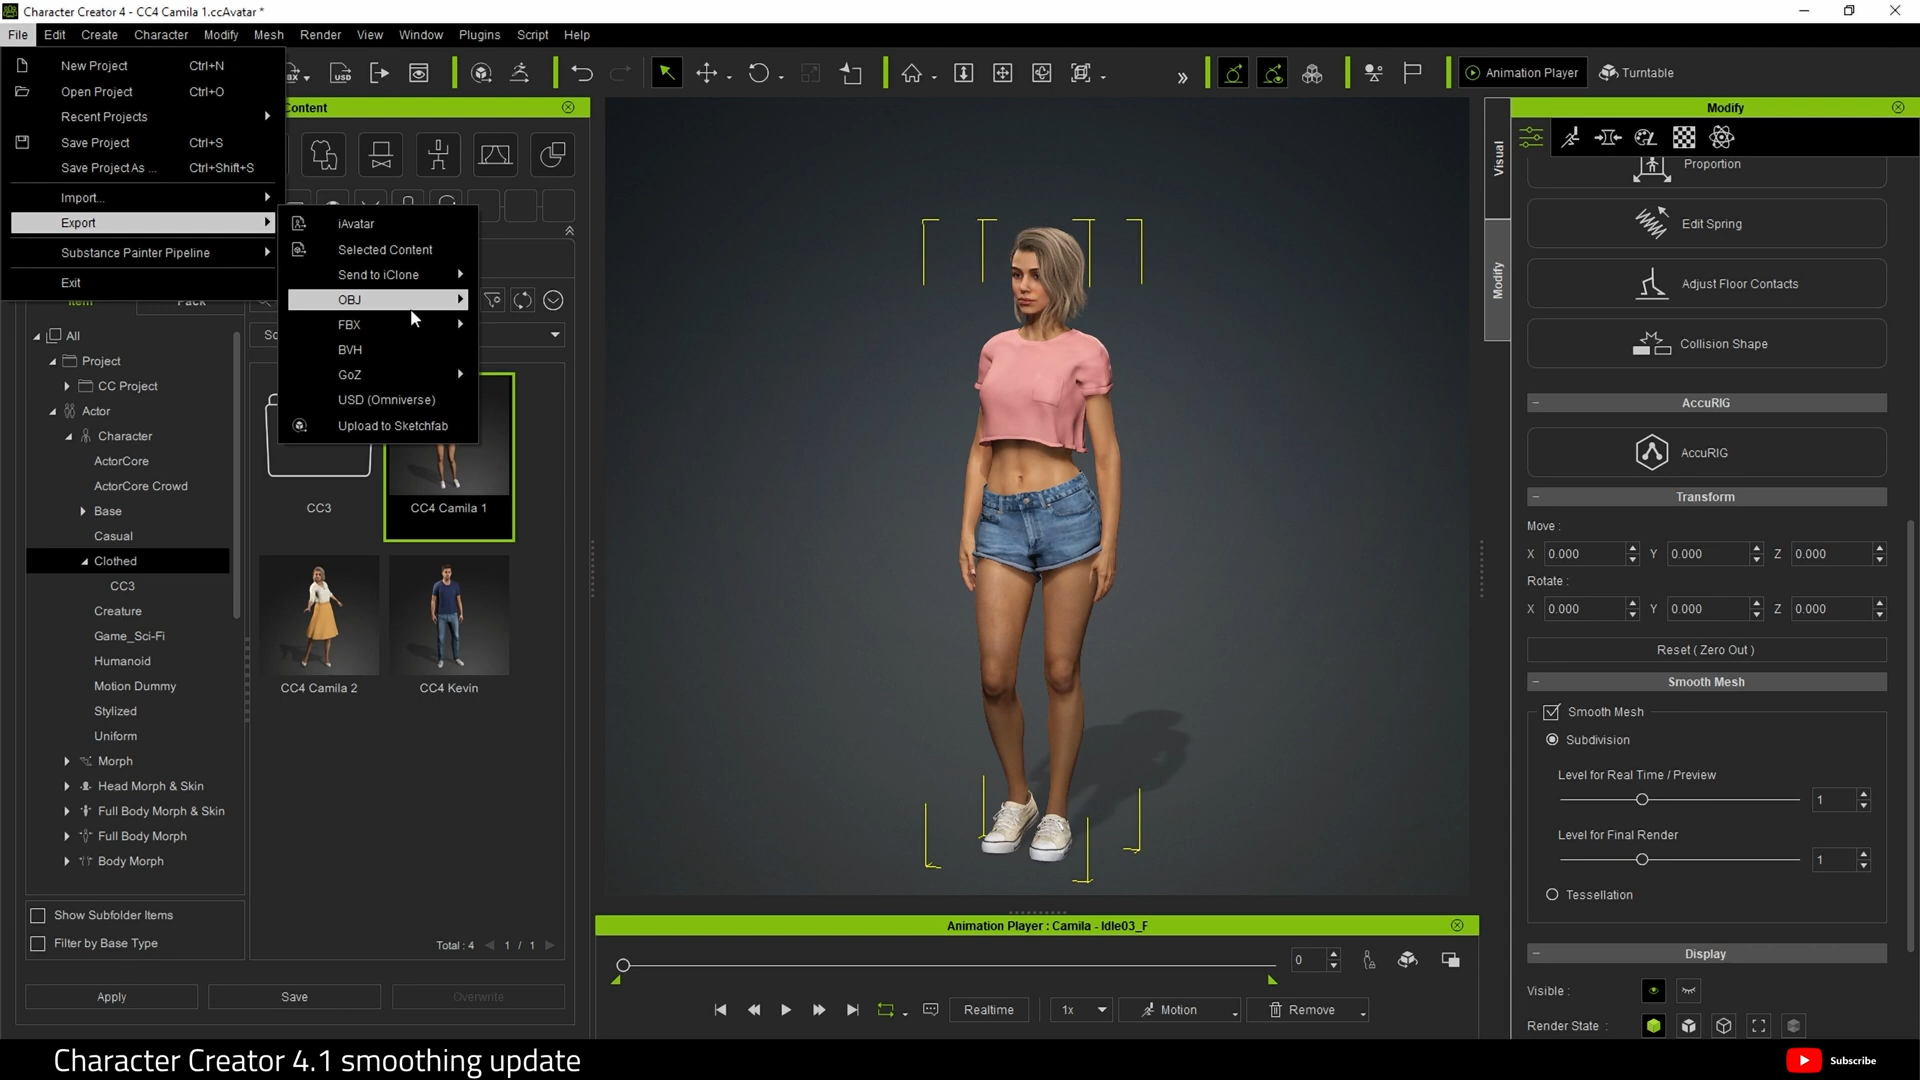 Character Creator 4 - CC4 Camila 1.ccAvatar *
File Edit Create Character Modify Mesh Render View Window Plugins Script Help
New Project Ctrl+N
Open Project Ctrl+O
Recent Projects
Save Project Ctrl+S
Save Project As ... Ctrl+Shift+S
Import...
Export
Substance Painter Pipeline
Exit
iAvatar
Selected Content
Send to iClone
OBJ
FBX
BVH
GoZ
USD (Omniverse)
Upload to Sketchfab
USD
Animation Player
Turntable
Content
All
Project
CC Project
Actor
Character
ActorCore
ActorCore Crowd
Base
Casual
Clothed
CC3
Creature
Game_Sci-Fi
Humanoid
Motion Dummy
Stylized
Uniform
Morph
Head Morph & Skin
Full Body Morph & Skin
Full Body Morph
Body Morph
Show Subfolder Items
Filter by Base Type
CC3
CC4 Camila 1
CC4 Camila 2
CC4 Kevin
Total : 4 1 / 1
Apply
Save
Overwrite
Visual
Modify
Animation Player : Camila - Idle03_F
0
Realtime
1x
Motion
Remove
Modify
Proportion
Edit Spring
Adjust Floor Contacts
Collision Shape
AccuRIG
AccuRIG
Transform
Move :
X 0.000 Y 0.000 Z 0.000
Rotate :
X 0.000 Y 0.000 Z 0.000
Reset ( Zero Out )
Smooth Mesh
Smooth Mesh
Subdivision
Level for Real Time / Preview
1
Level for Final Render
1
Tessellation
Display
Visible :
Render State :
Character Creator 4.1 smoothing update
Subscribe